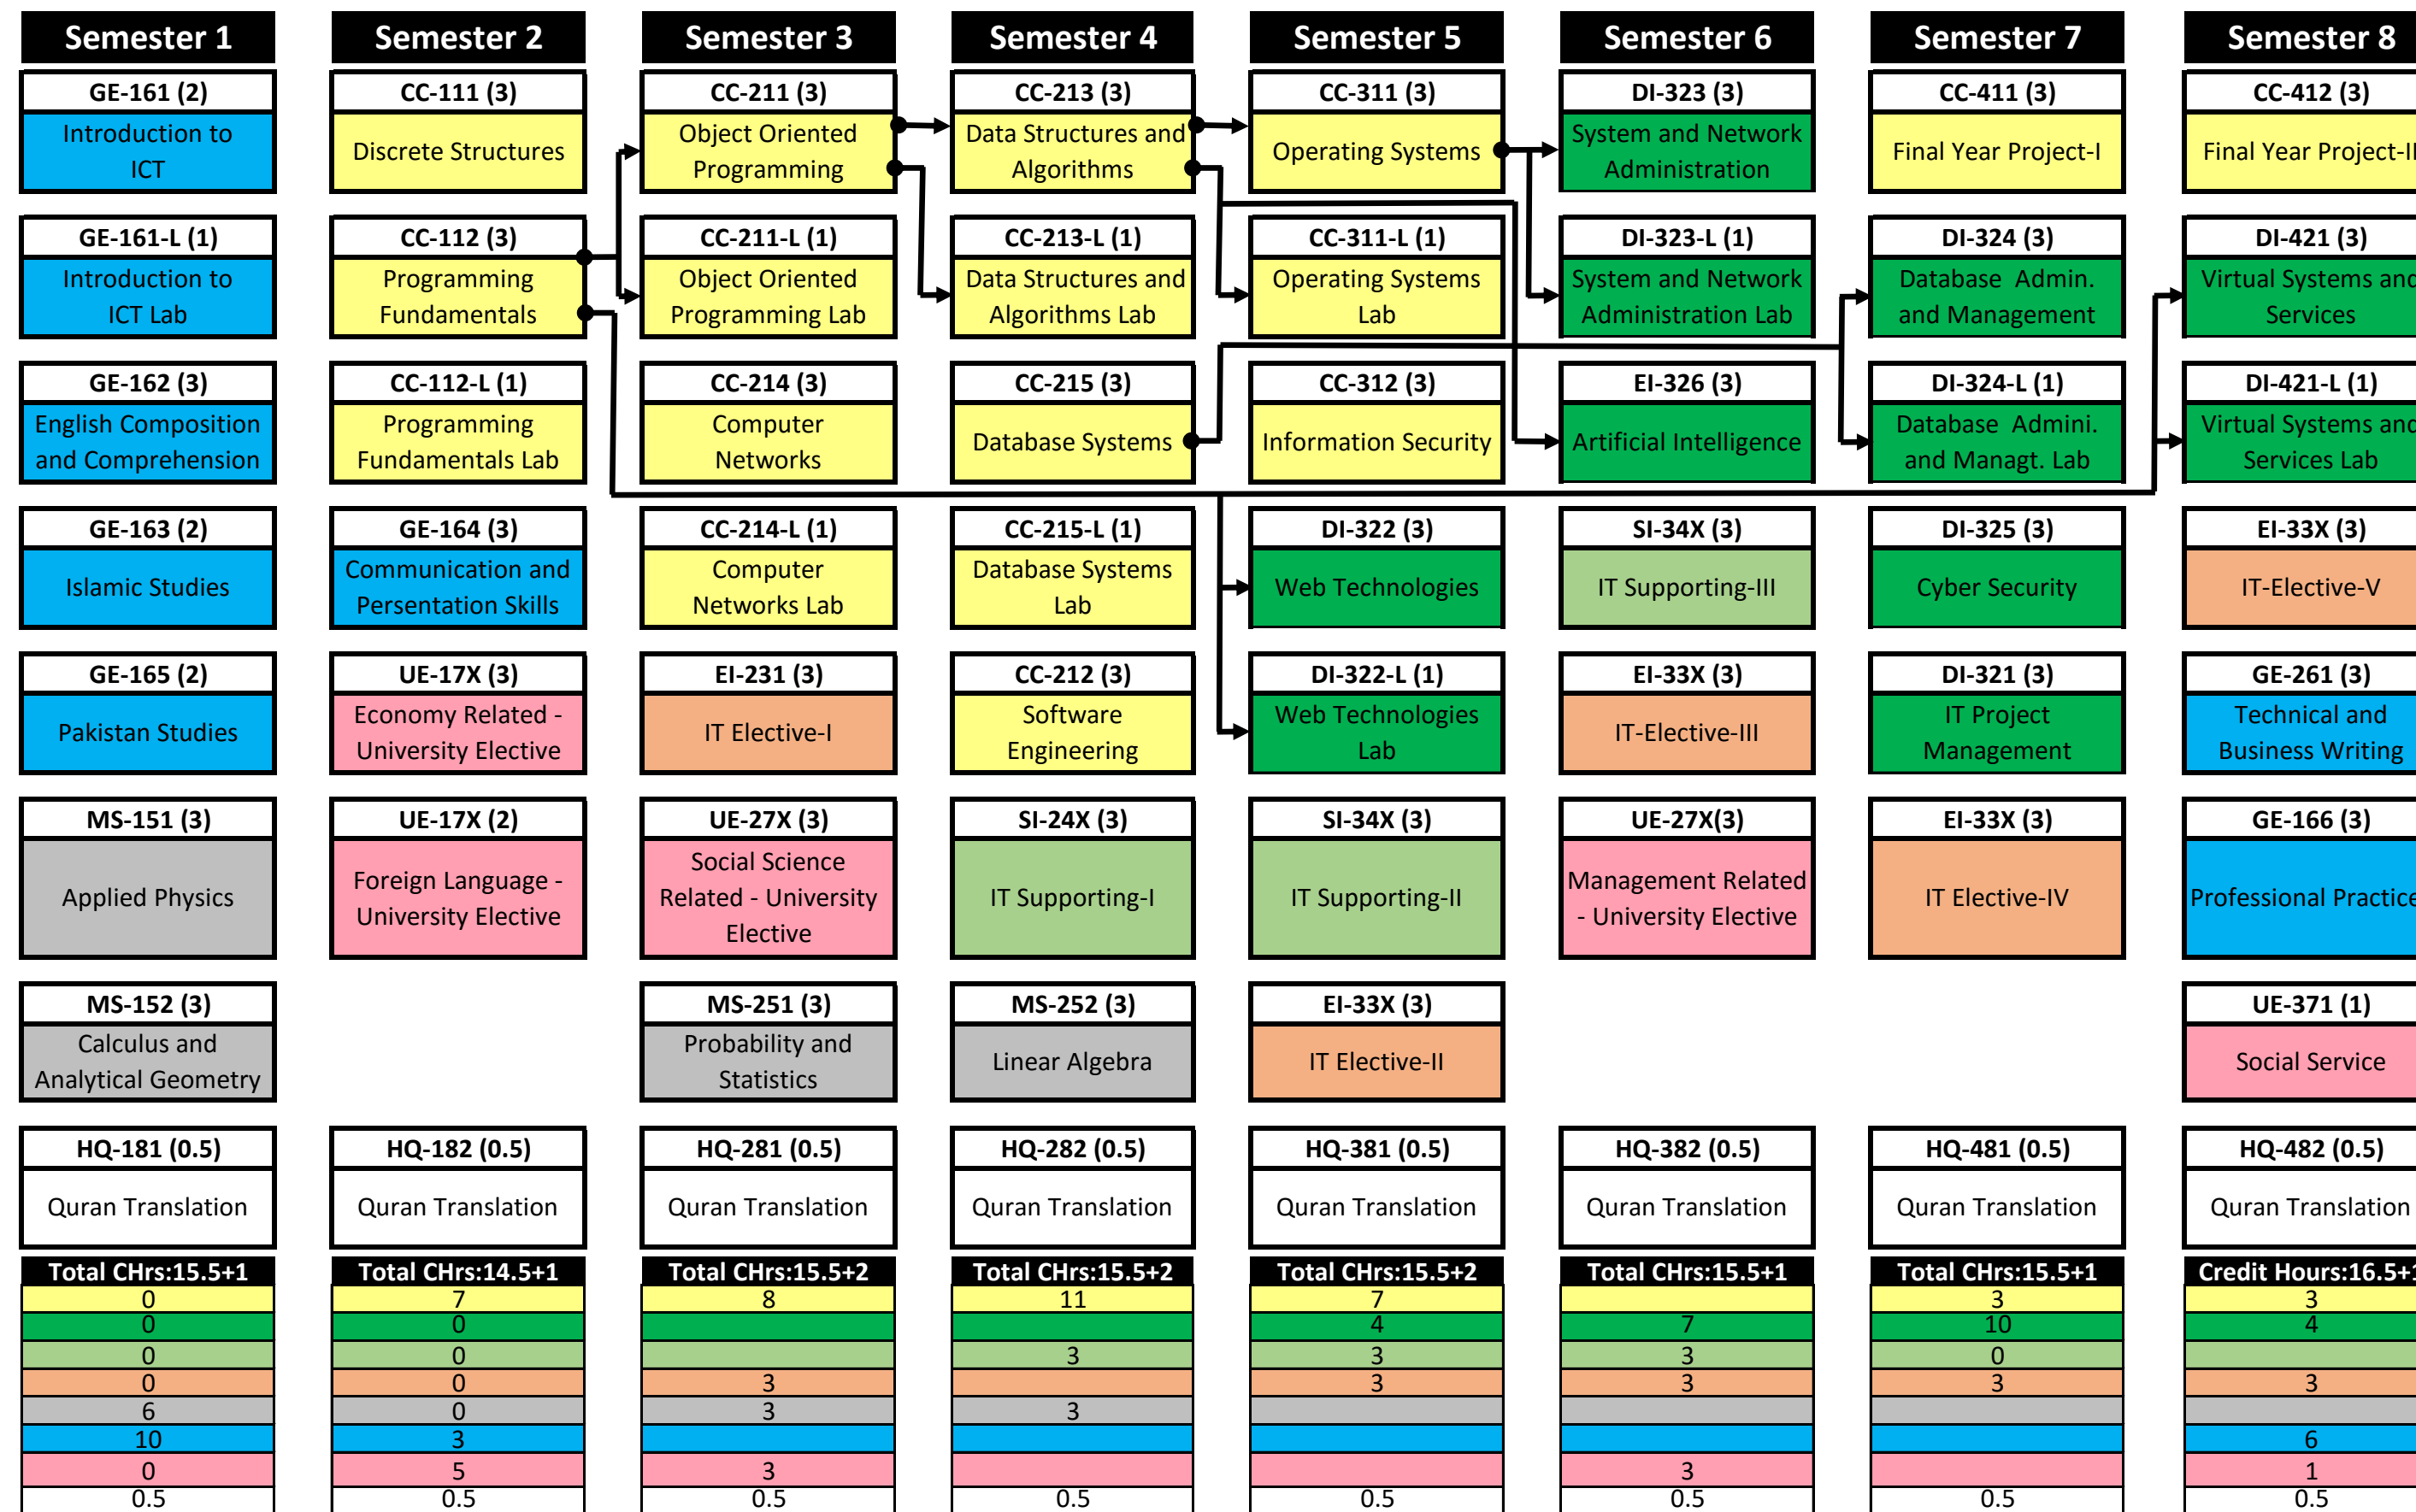 Semester 1
GE-161 (2)
Introduction to
ICT
GE-161-L (1)
Introduction to
ICT Lab
GE-162 (3)
English Composition
and Comprehension
GE-163 (2)
Islamic Studies
GE-165 (2)
Pakistan Studies
MS-151 (3)
Applied Physics
MS-152 (3)
Calculus and
Analytical Geometry
HQ-181 (0.5)
Quran Translation
Total CHrs:15.5+1
0
0
0
0
6
10
0
0.5
Semester 2
CC-111 (3)
Discrete Structures
CC-112 (3)
Programming
Fundamentals
CC-112-L (1)
Programming
Fundamentals Lab
GE-164 (3)
Communication and
Persentation Skills
UE-17X (3)
Economy Related -
University Elective
UE-17X (2)
Foreign Language -
University Elective
HQ-182 (0.5)
Quran Translation
Total CHrs:14.5+1
7
0
0
0
0
3
5
0.5
Semester 3
CC-211 (3)
Object Oriented
Programming
CC-211-L (1)
Object Oriented
Programming Lab
CC-214 (3)
Computer
Networks
CC-214-L (1)
Computer
Networks Lab
EI-231 (3)
IT Elective-I
UE-27X (3)
Social Science
Related - University
Elective
MS-251 (3)
Probability and
Statistics
HQ-281 (0.5)
Quran Translation
Total CHrs:15.5+2
8
3
3
3
0.5
Semester 4
CC-213 (3)
Data Structures and
Algorithms
CC-213-L (1)
Data Structures and
Algorithms Lab
CC-215 (3)
Database Systems
CC-215-L (1)
Database Systems
Lab
CC-212 (3)
Software
Engineering
SI-24X (3)
IT Supporting-I
MS-252 (3)
Linear Algebra
HQ-282 (0.5)
Quran Translation
Total CHrs:15.5+2
11
3
3
0.5
Semester 5
CC-311 (3)
Operating Systems
CC-311-L (1)
Operating Systems
Lab
CC-312 (3)
Information Security
DI-322 (3)
Web Technologies
DI-322-L (1)
Web Technologies
Lab
SI-34X (3)
IT Supporting-II
EI-33X (3)
IT Elective-II
HQ-381 (0.5)
Quran Translation
Total CHrs:15.5+2
7
4
3
3
0.5
Semester 6
DI-323 (3)
System and Network
Administration
DI-323-L (1)
System and Network
Administration Lab
EI-326 (3)
Artificial Intelligence
SI-34X (3)
IT Supporting-III
EI-33X (3)
IT-Elective-III
UE-27X(3)
Management Related
- University Elective
HQ-382 (0.5)
Quran Translation
Total CHrs:15.5+1
7
3
3
3
0.5
Semester 7
CC-411 (3)
Final Year Project-I
DI-324 (3)
Database Admin.
and Management
DI-324-L (1)
Database Admini.
and Managt. Lab
DI-325 (3)
Cyber Security
DI-321 (3)
IT Project
Management
EI-33X (3)
IT Elective-IV
HQ-481 (0.5)
Quran Translation
Total CHrs:15.5+1
3
10
0
3
0.5
Semester 8
CC-412 (3)
Final Year Project-II
DI-421 (3)
Virtual Systems and
Services
DI-421-L (1)
Virtual Systems and
Services Lab
EI-33X (3)
IT-Elective-V
GE-261 (3)
Technical and
Business Writing
GE-166 (3)
Professional Practice
UE-371 (1)
Social Service
HQ-482 (0.5)
Quran Translation
Credit Hours:16.5+1
3
4
3
6
1
0.5